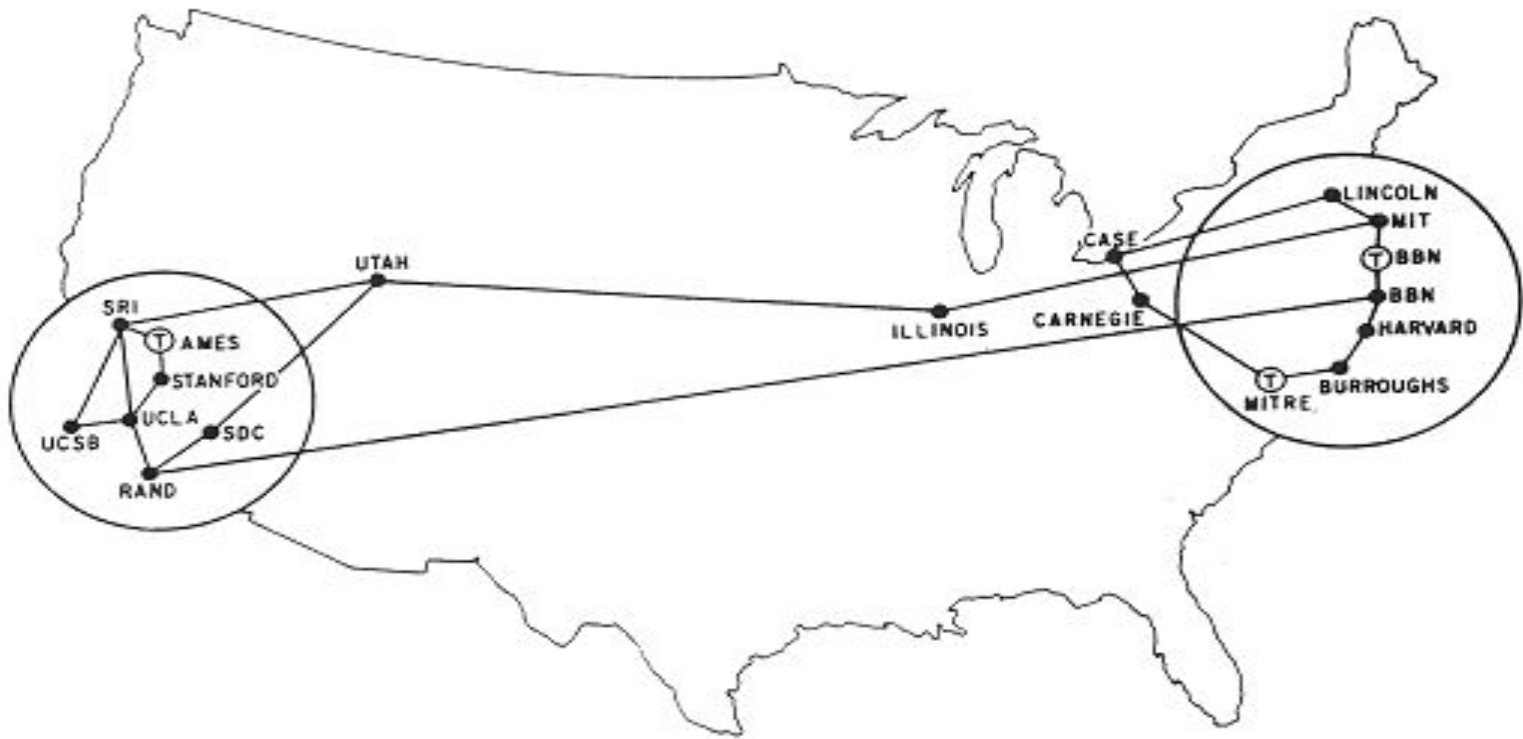 LINCOLN
MIT
T BBN
CASE
UTAH
BBN
SRI
ILLINOIS
CARNEGIE
HARVARD
T AMES
STANFORD
T
BURROUGHS
MITRE
UCLA
SDC
UCSB
RAND